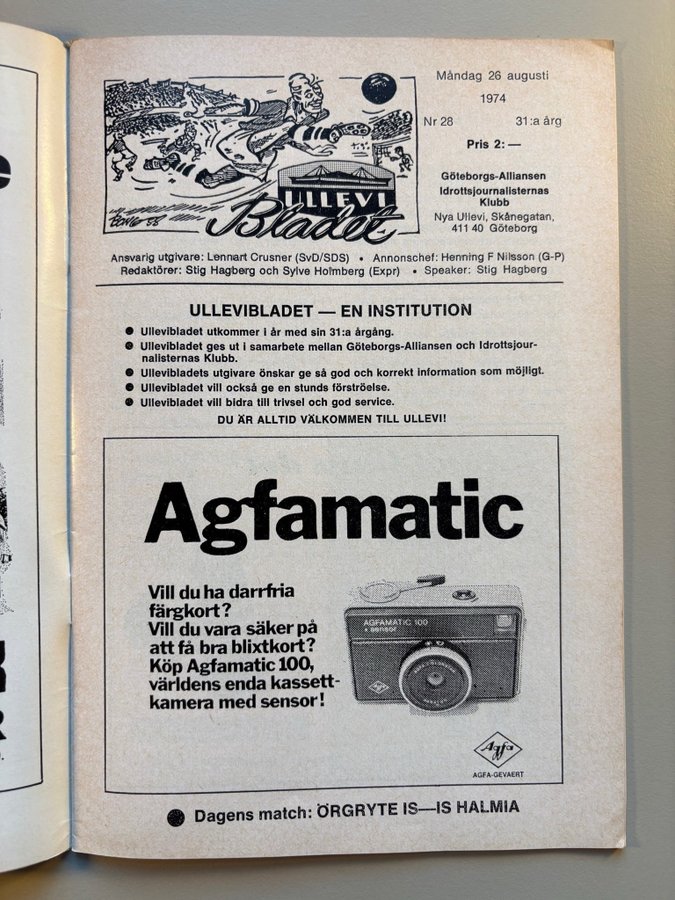 Måndag 26 augusti
1974
Nr 28 31:a årg
Pris 2:—
Göteborgs-Alliansen
Idrottsjournalisternas
Klubb
Nya Ullevi, Skånegatan,
411 40 Göteborg
ULLEVI
Bladet
Ansvarig utgivare: Lennart Crusner (SvD/SDS) • Annonschef: Henning F Nilsson (G-P)
Redaktörer: Stig Hagberg och Sylve Holmberg (Expr) • Speaker: Stig Hagberg
ULLEVIBLADET — EN INSTITUTION
● Ullevibladet utkommer i år med sin 31:a årgång.
● Ullevibladet ges ut i samarbete mellan Göteborgs-Alliansen och Idrottsjour-
nalisternas Klubb.
● Ullevibladets utgivare önskar ge så god och korrekt information som möjligt.
● Ullevibladet vill också ge en stunds förströelse.
● Ullevibladet vill bidra till trivsel och god service.
DU ÄR ALLTID VÄLKOMMEN TILL ULLEVI!
Agfamatic
Vill du ha darrfria
färgkort?
Vill du vara säker på
att få bra blixtkort?
Köp Agfamatic 100,
världens enda kassett-
kamera med sensor!
AGFAMATIC 100
sensor
Agfa
AGFA-GEVAERT
● Dagens match: ÖRGRYTE IS—IS HALMIA